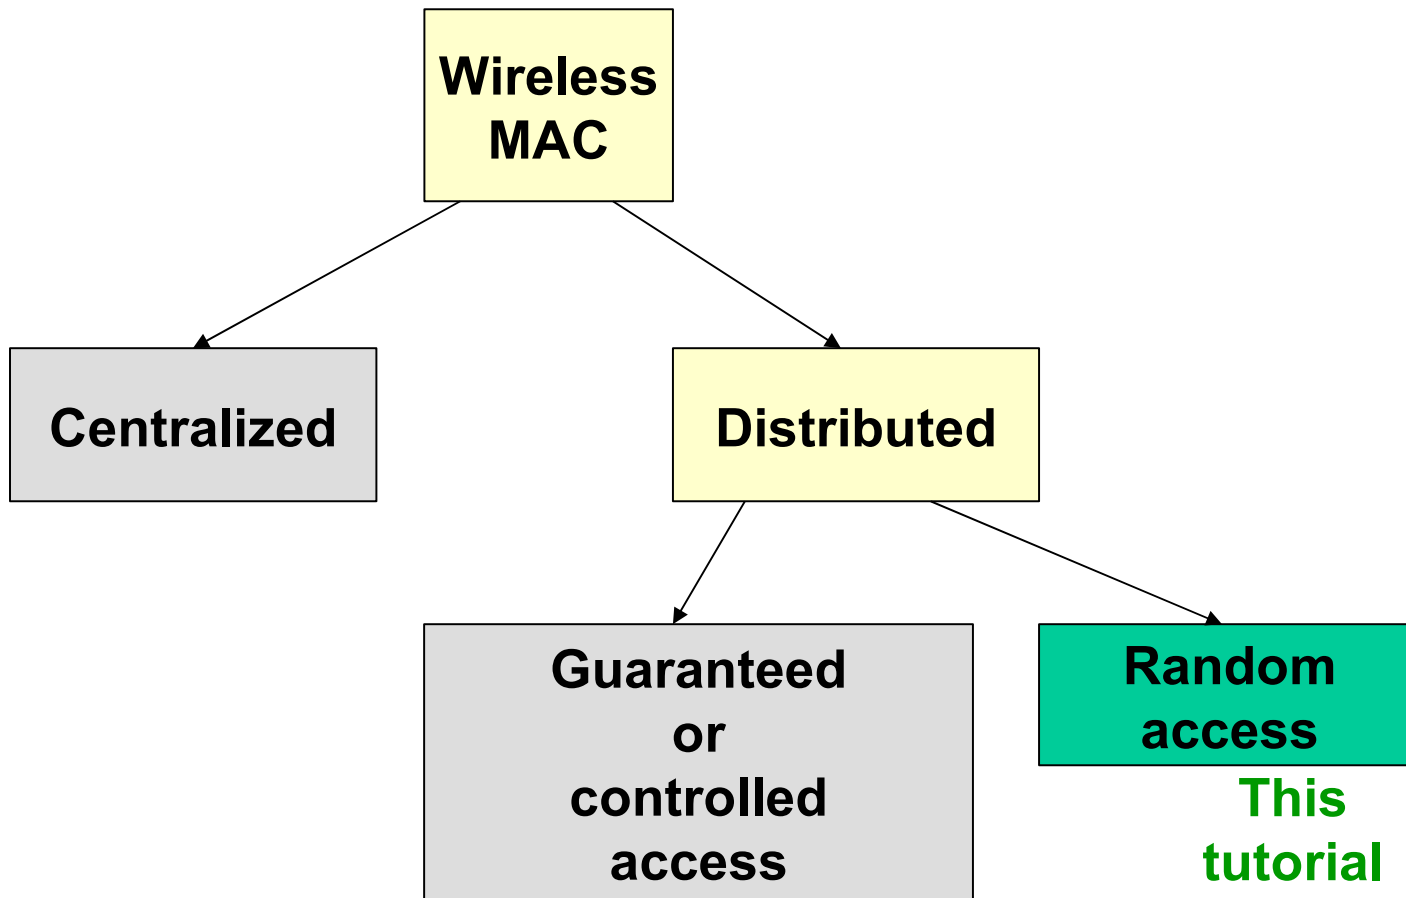 Wireless
MAC
Centralized
Distributed
Guaranteed
or
controlled
access
Random
access
This
tutorial